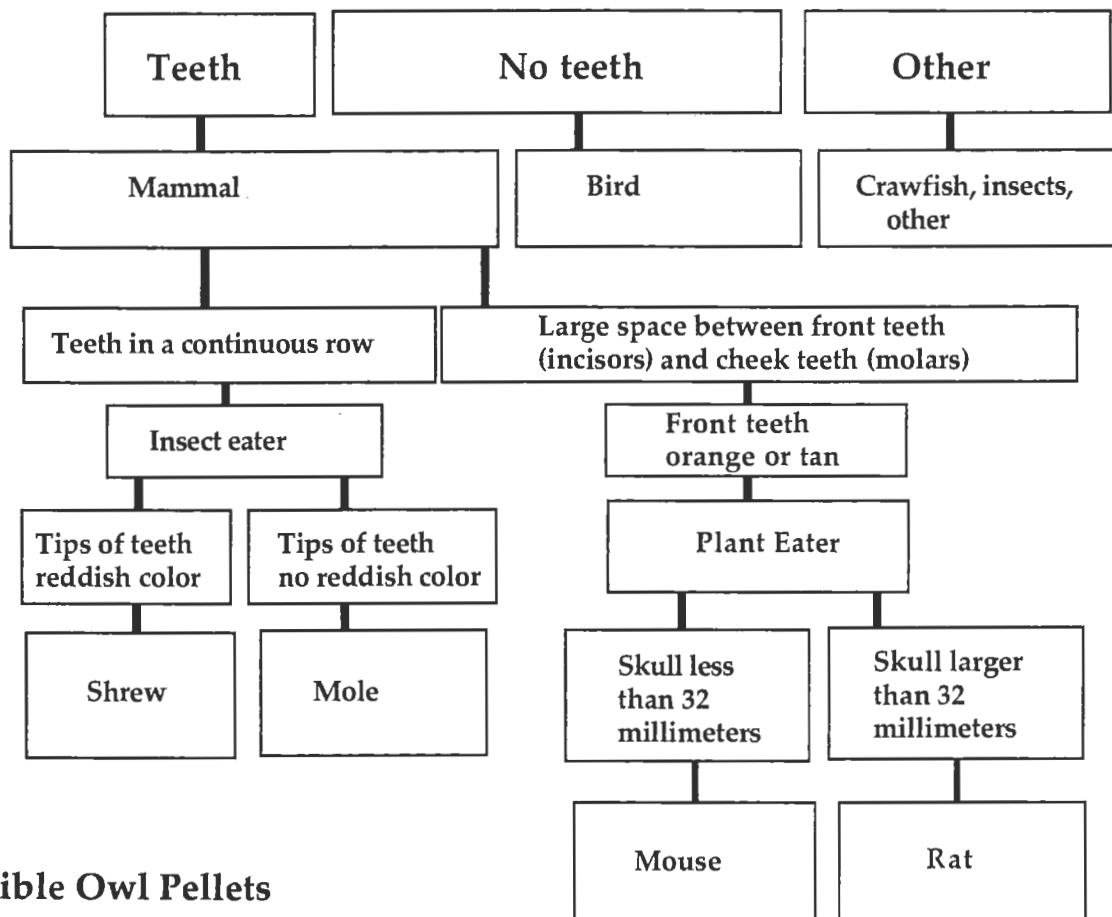 Teeth
No teeth
Other
Mammal
Bird
Crawfish, insects,
other
Teeth in a continuous row
Large space between front teeth
(incisors) and cheek teeth (molars)
Insect eater
Front teeth
orange or tan
Tips of teeth
reddish color
Tips of teeth
no reddish color
Plant Eater
Shrew
Mole
Skull less
than 32
millimeters
Skull larger
than 32
millimeters
Mouse
Rat
ible Owl Pellets